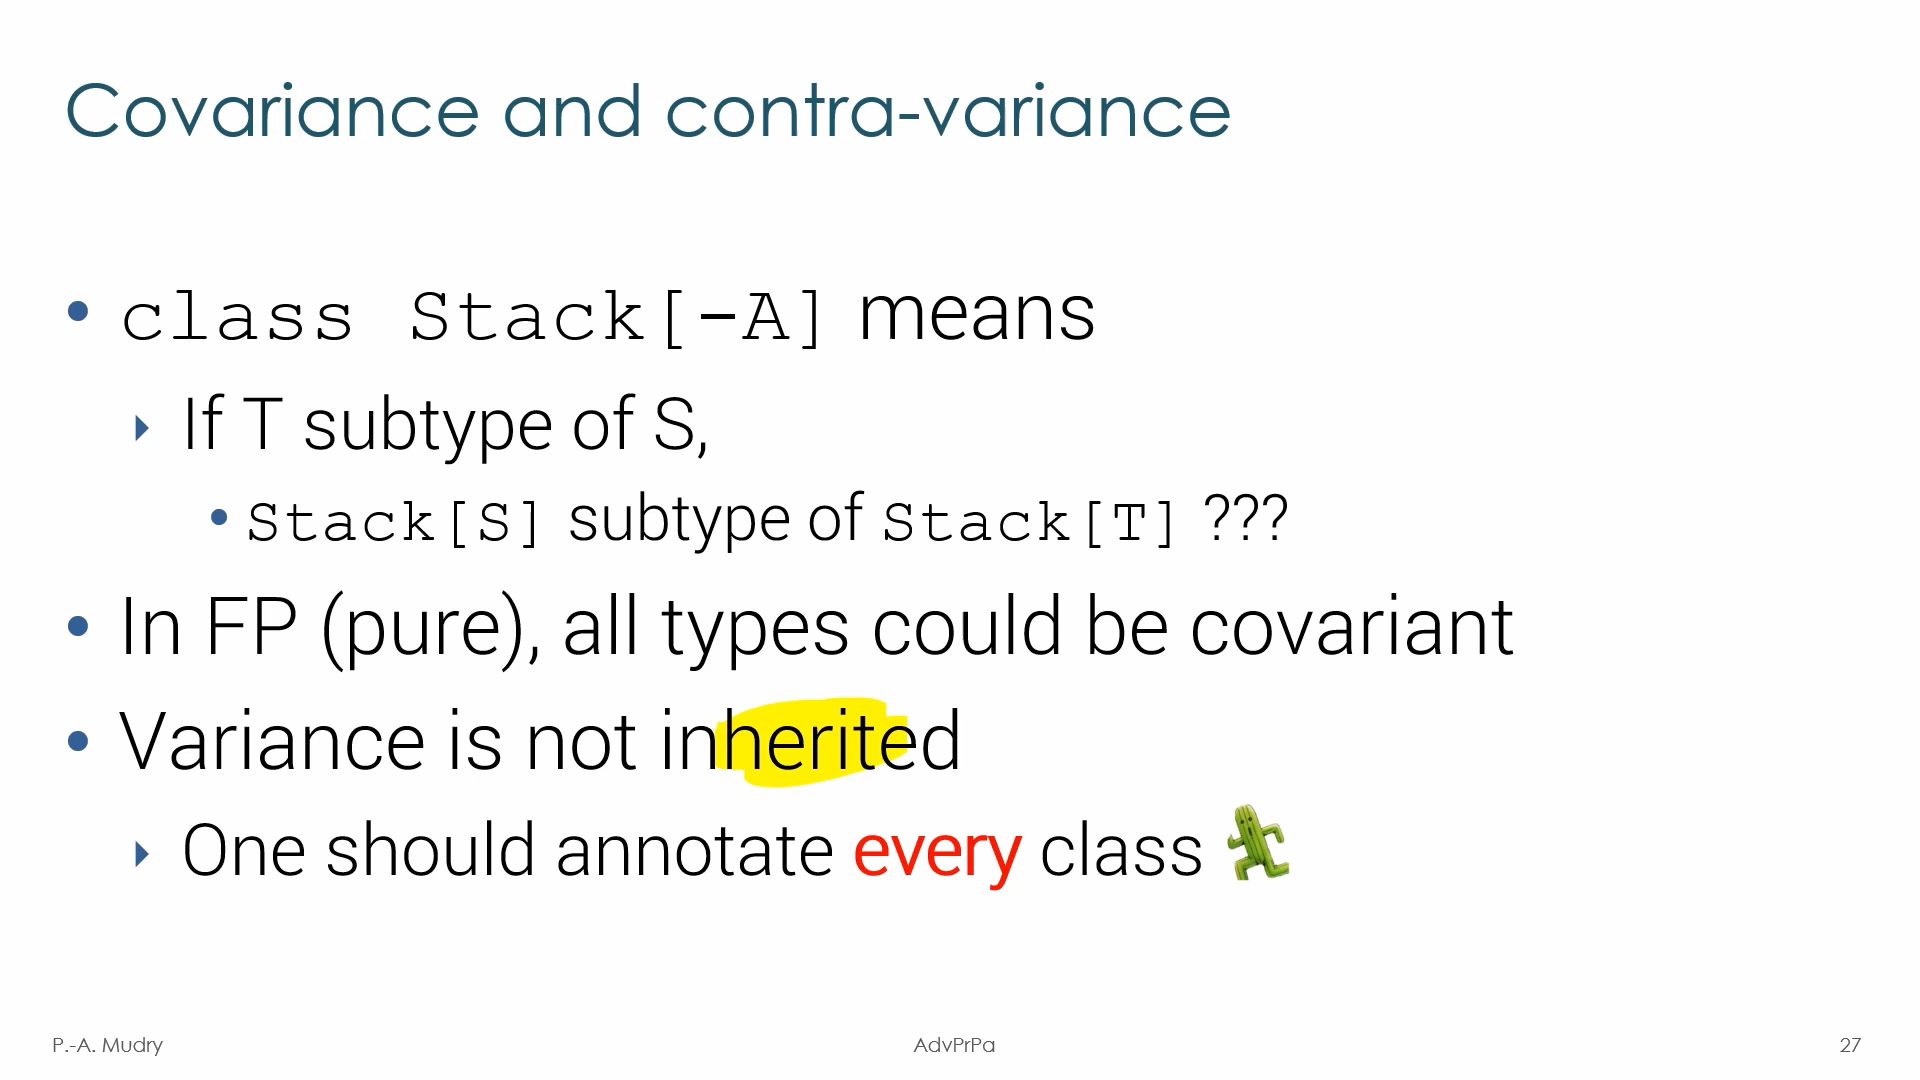 Covariance and contra-variance
• class Stack[-A] means
‣ If T subtype of S,
• Stack[S] subtype of Stack[T] ???
• In FP (pure), all types could be covariant
• Variance is not inherited
‣ One should annotate every class
P.-A. Mudry
AdvPrPa
27